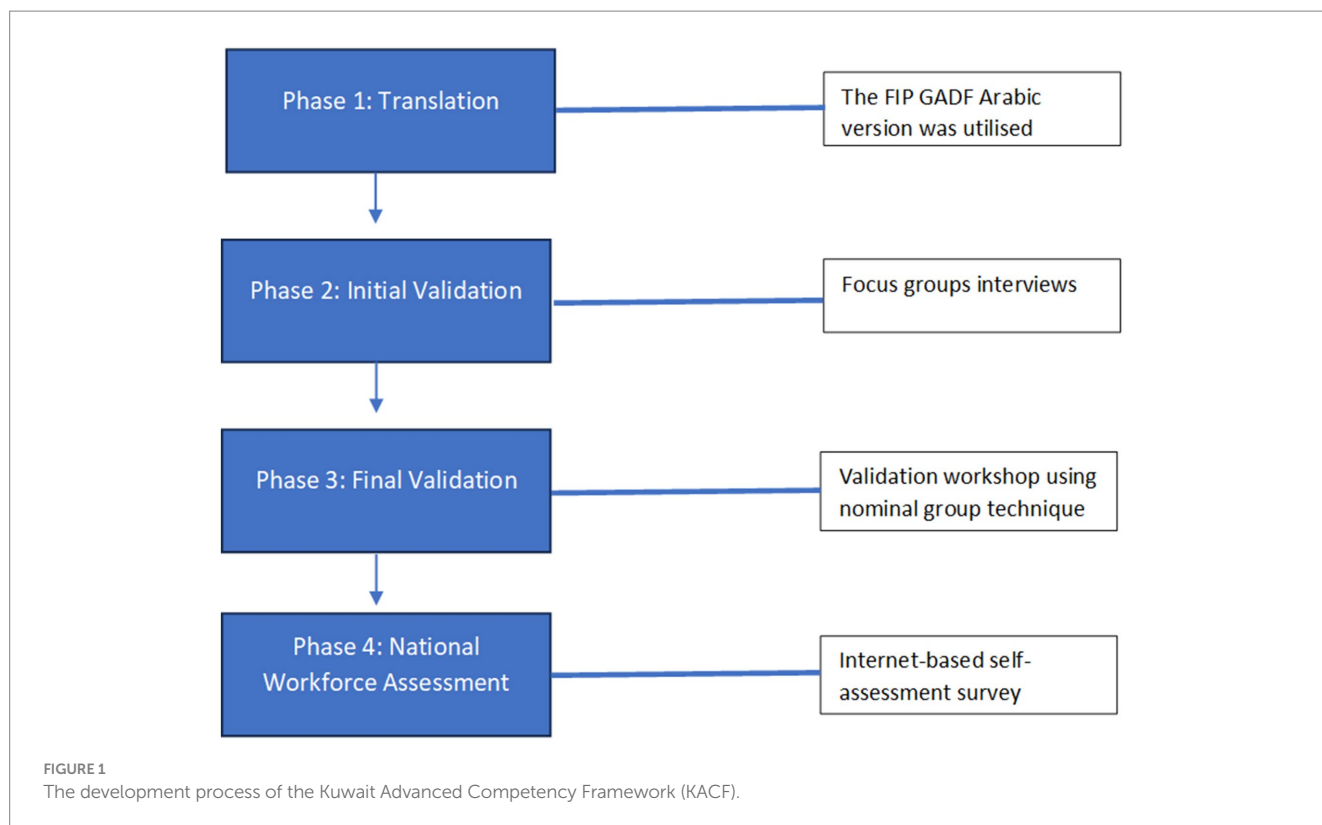 Phase 1: Translation
The FIP GADF Arabic
version was utilised
Phase 2: Initial Validation
Focus groups interviews
Phase 3: Final Validation
Validation workshop using
nominal group technique
Phase 4: National
Workforce Assessment
Internet-based self-
assessment survey
FIGURE 1
The development process of the Kuwait Advanced Competency Framework (KACF).